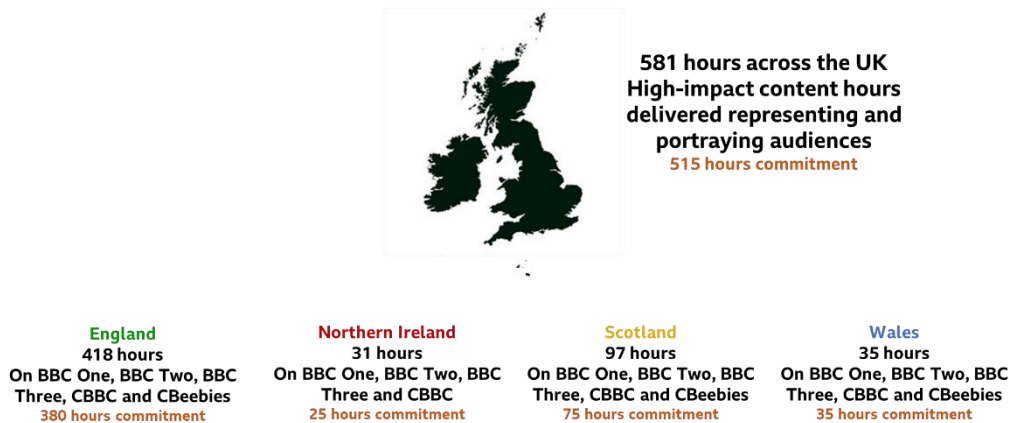 581 hours across the UK
High-impact content hours
delivered representing and
portraying audiences
515 hours commitment
England
418 hours
On BBC One, BBC Two, BBC
Three, CBBC and CBeebies
380 hours commitment
Northern Ireland
31 hours
On BBC One, BBC Two, BBC
Three and CBBC
25 hours commitment
Scotland
97 hours
On BBC One, BBC Two, BBC
Three, CBBC and CBeebies
75 hours commitment
Wales
35 hours
On BBC One, BBC Two, BBC
Three, CBBC and CBeebies
35 hours commitment